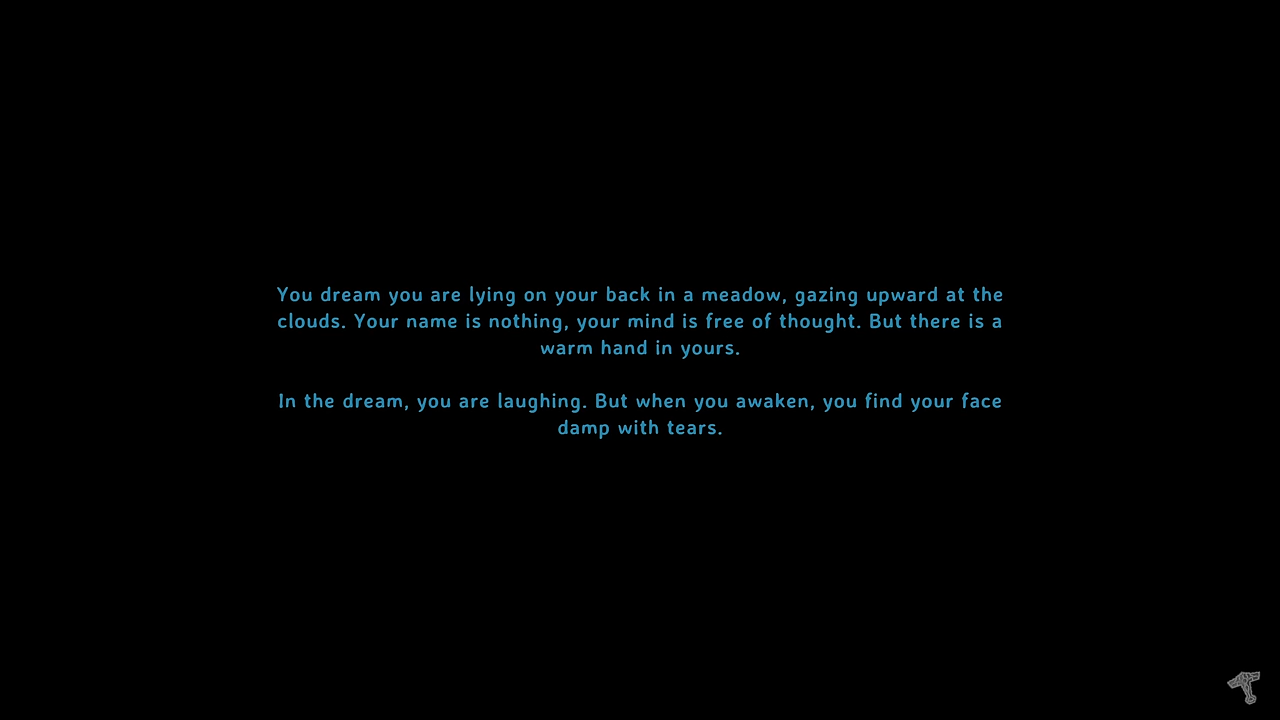 You dream you are lying on your back in a meadow, gazing upward at the
clouds. Your name is nothing, your mind is free of thought. But there is a
warm hand in yours.
In the dream, you are laughing. But when you awaken, you find your face
damp with tears.